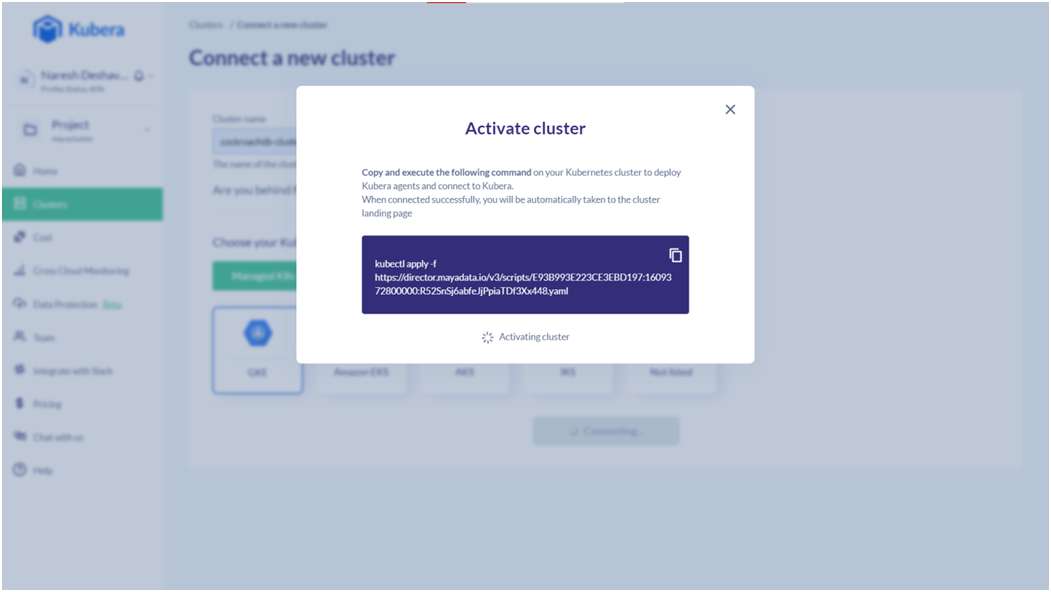 Kubera
Clusters / Connect a new cluster
Connect a new cluster
Naresh Deshav...
Project
Home
Clusters
Cost
Cross Cloud Monitoring
Data Protection Beta
Team
Integrate with Slack
Pricing
Chat with us
Help
Cluster name
The name of the clus
Are you behind
Choose your Ku
Managed K8s
GKE
Amazon EKS
AKS
IKS
Not listed
Connecting...
Activate cluster
Copy and execute the following command on your Kubernetes cluster to deploy
Kubera agents and connect to Kubera.
When connected successfully, you will be automatically taken to the cluster
landing page
kubectl apply -f
https://director.mayadata.io/v3/scripts/E93B993E223CE3EBD197:16093
72800000:R52SnSj6abfeJjPpiaTDf3Xx448.yaml
Activating cluster